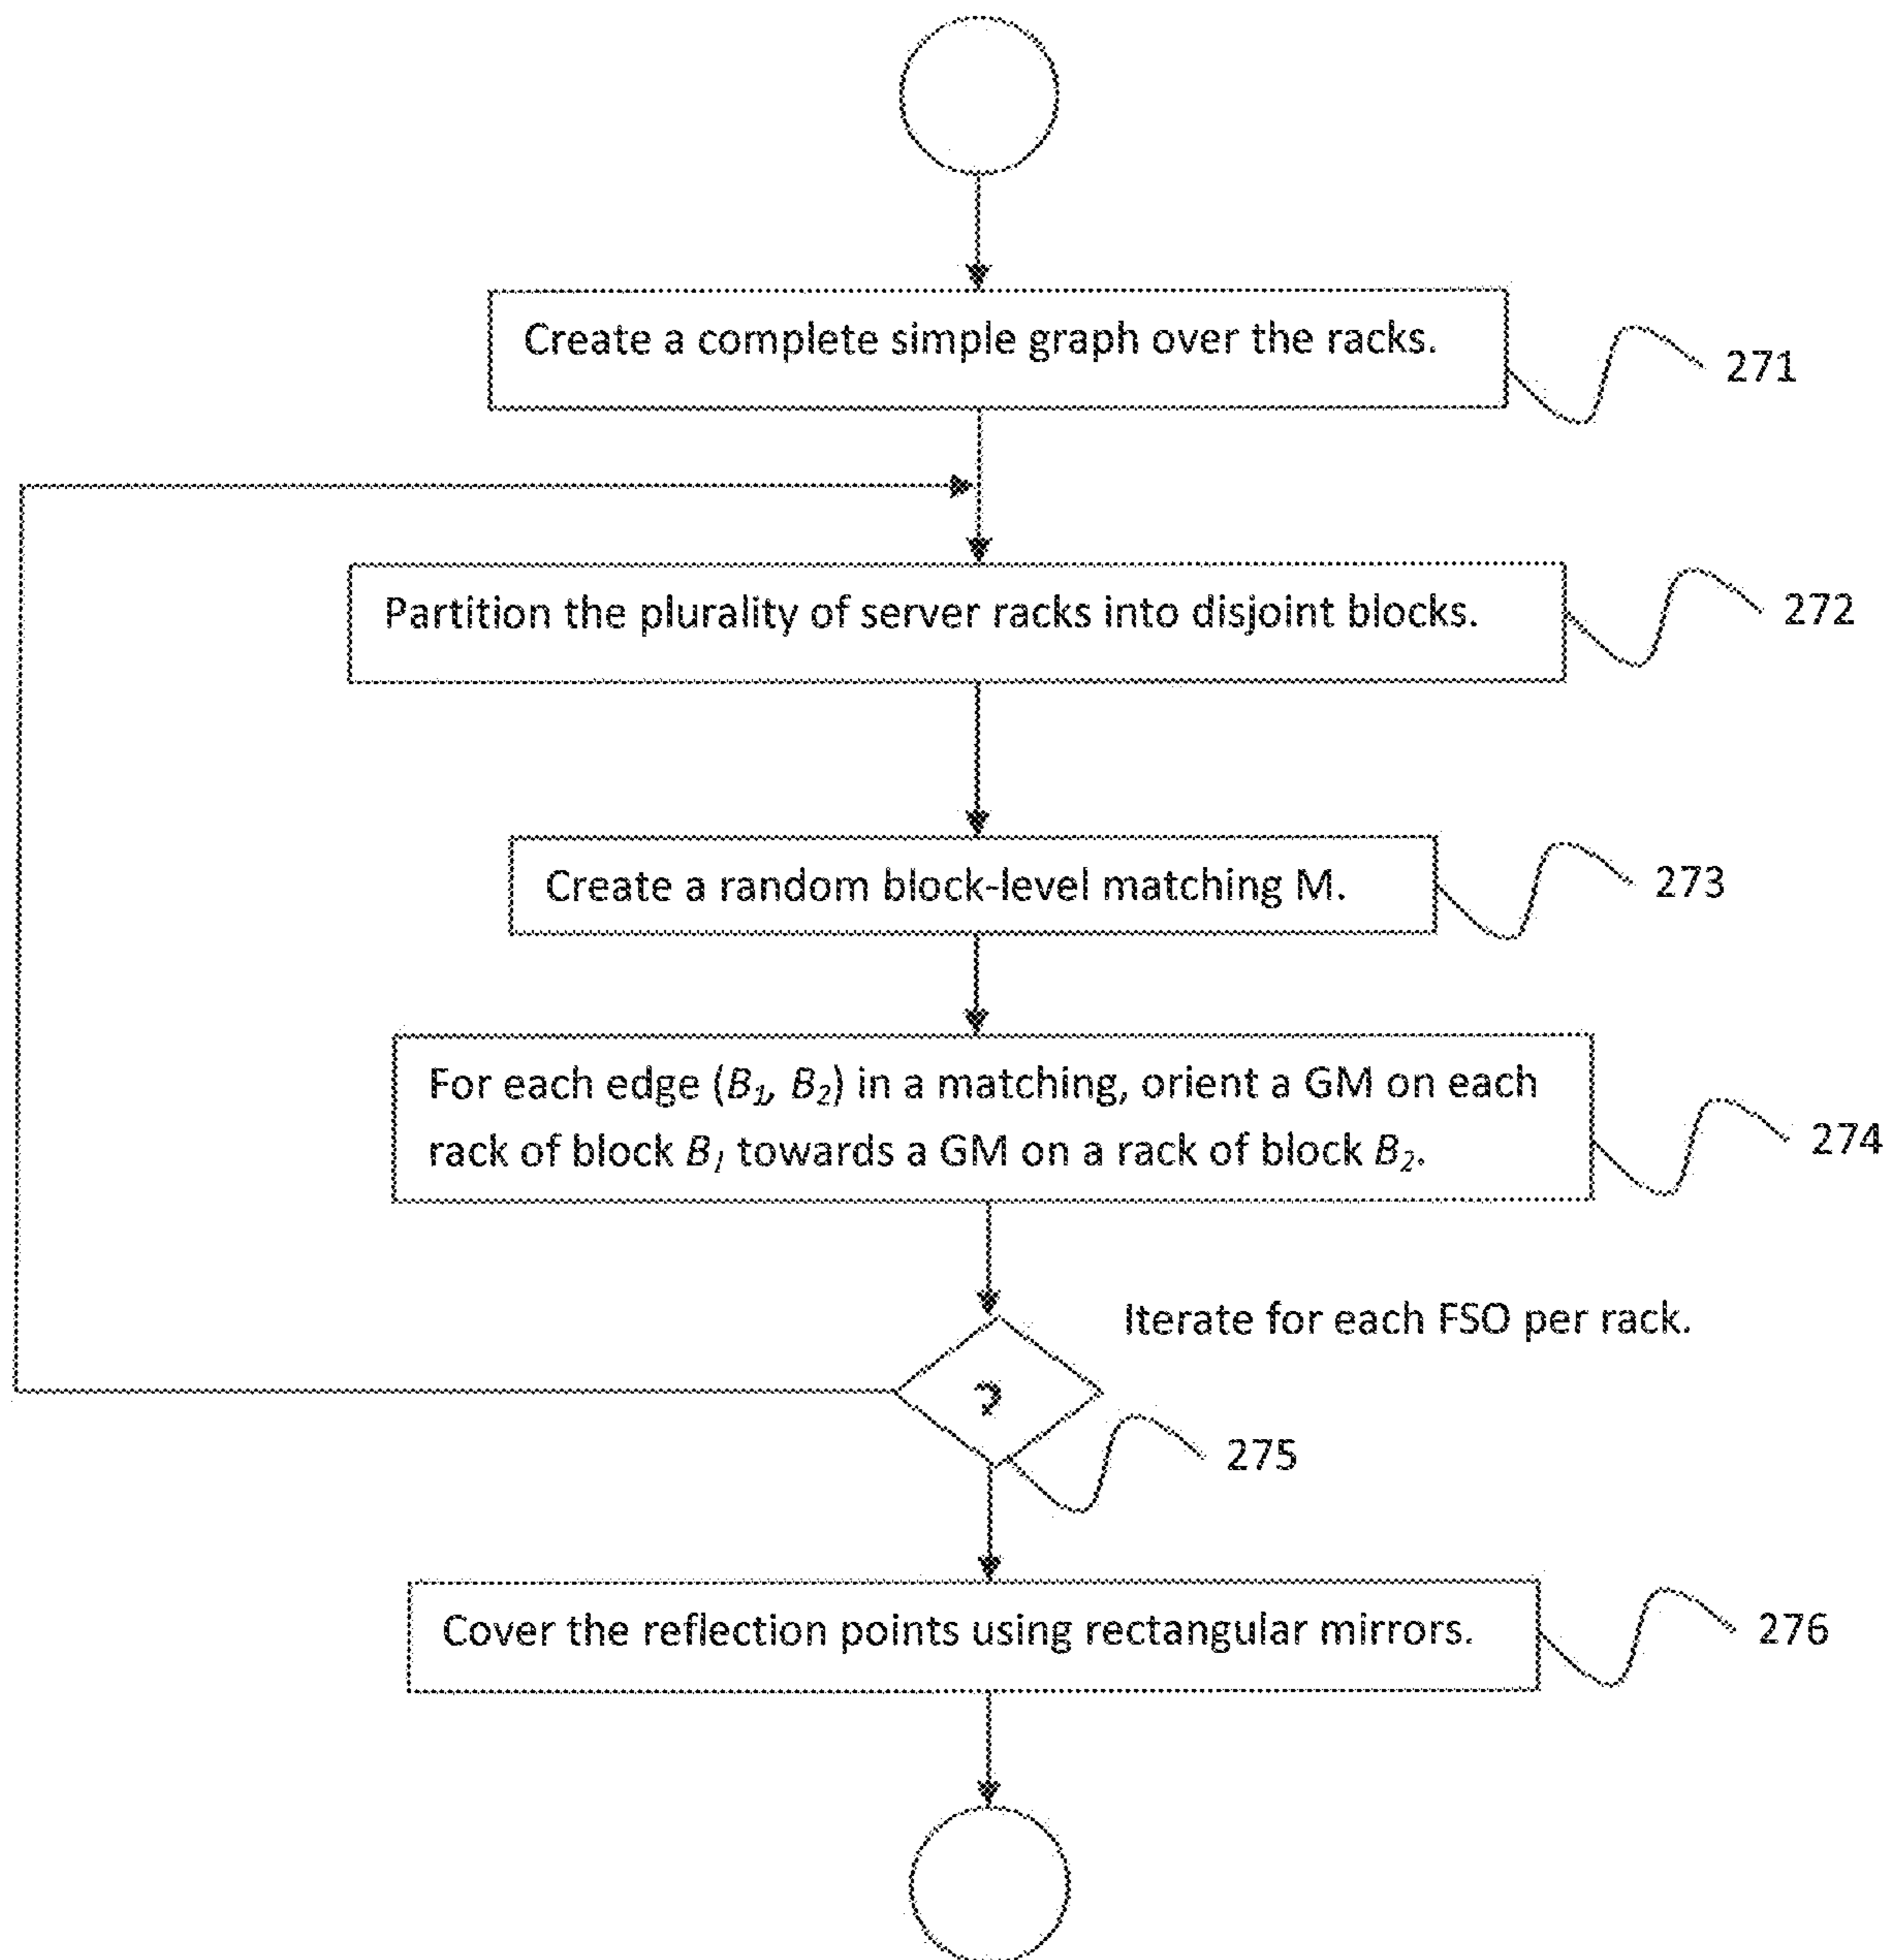 Create a complete simple graph over the racks.
271
Partition the plurality of server racks into disjoint blocks.
272
Create a random block-level matching M.
273
For each edge (B₁, B₂) in a matching, orient a GM on each
rack of block B₁ towards a GM on a rack of block B₂.
274
Iterate for each FSO per rack.
?
275
Cover the reflection points using rectangular mirrors.
276